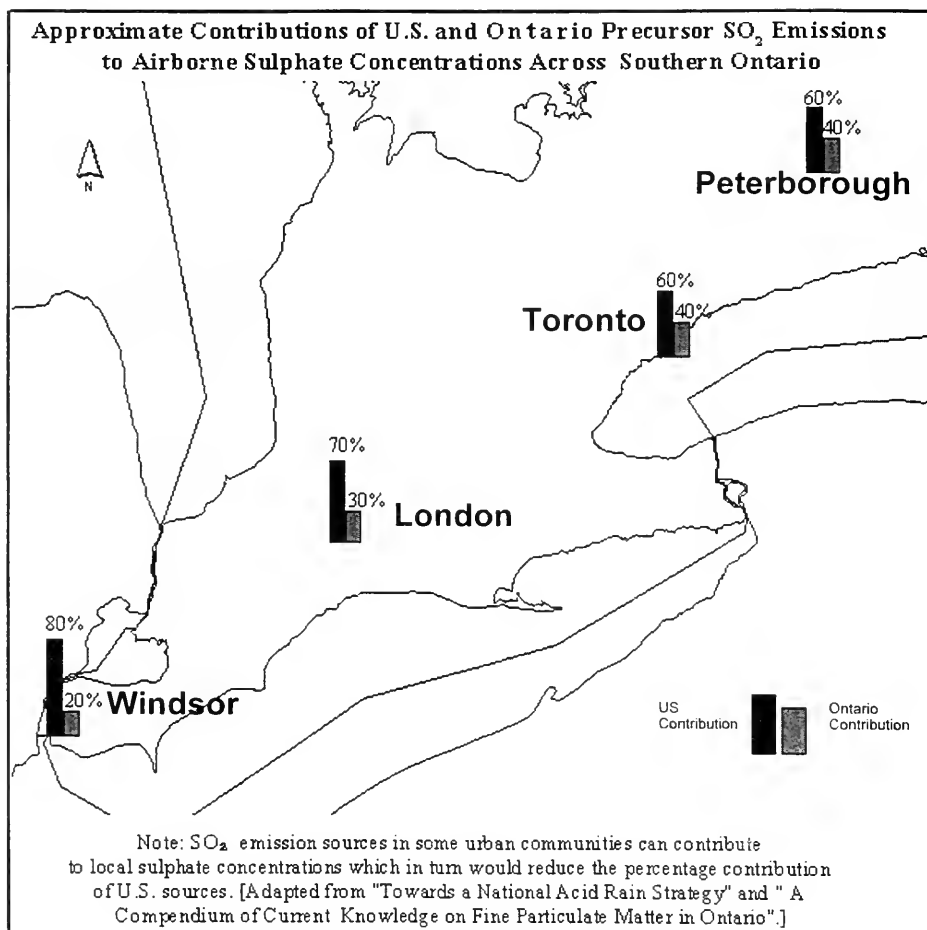 Approximate Contributions of U.S. and Ontario Precursor SO₂ Emissions
to Airborne Sulphate Concentrations Across Southern Ontario
60%
40%
Peterborough
N
60%
40%
Toronto
70%
30%
London
80%
20%
Windsor
US
Contribution
Ontario
Contribution
Note: SO₂ emission sources in some urban communities can contribute
to local sulphate concentrations which in turn would reduce the percentage contribution
of U.S. sources. [Adapted from "Towards a National Acid Rain Strategy" and " A
Compendium of Current Knowledge on Fine Particulate Matter in Ontario".]